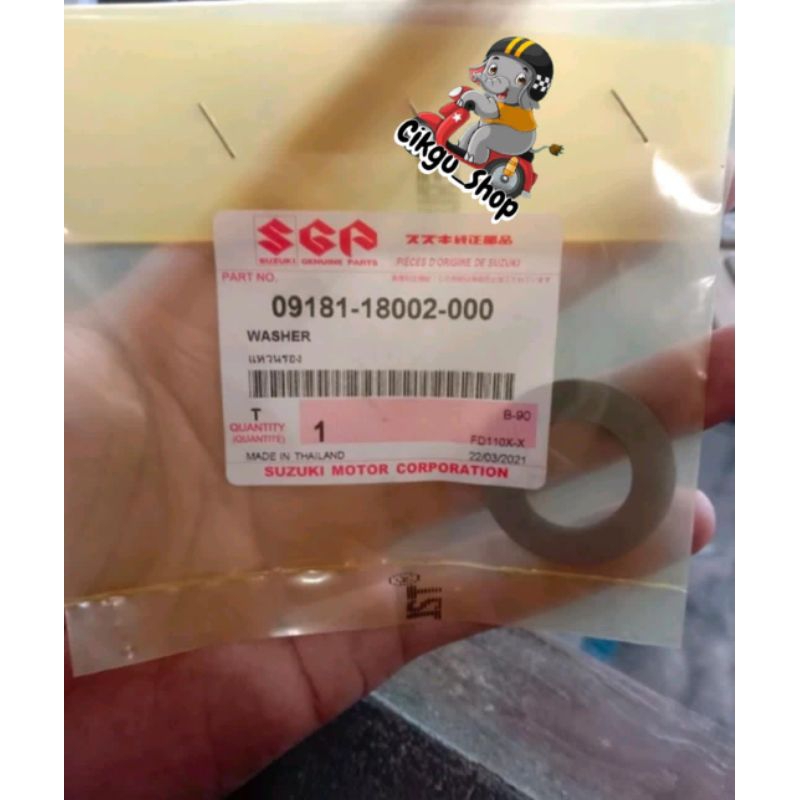 Cikgu_Shop
SGP
SUZUKI GENUINE PARTS
スズキ純正部品
PIECES D'ORIGINE DE SUZUKI
PART NO.
09181-18002-000
WASHER
แหวนรอง
T
B-90
QUANTITY
(QUANTITE)
1
FD110X-X
MADE IN THAILAND
22/03/2021
SUZUKI MOTOR CORPORATION